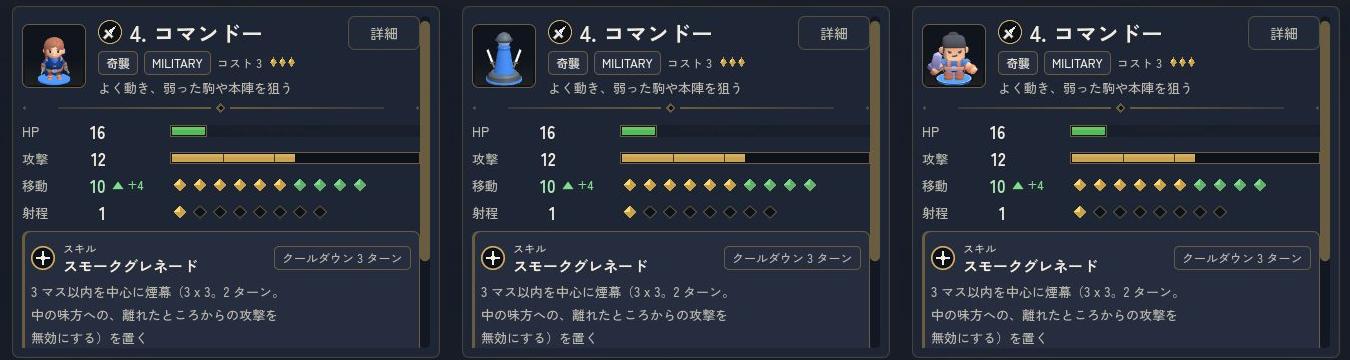 4. コマンドー
詳細
奇襲 MILITARY コスト 3
よく動き、弱った駒や本陣を狙う
HP 16
攻撃 12
移動 10 ▲ +4
射程 1
スキル
スモークグレネード
クールダウン 3 ターン
3 マス以内を中心に煙幕（3 x 3。2 ターン。
中の味方への、離れたところからの攻撃を
無効にする）を置く
4. コマンドー
詳細
奇襲 MILITARY コスト 3
よく動き、弱った駒や本陣を狙う
HP 16
攻撃 12
移動 10 ▲ +4
射程 1
スキル
スモークグレネード
クールダウン 3 ターン
3 マス以内を中心に煙幕（3 x 3。2 ターン。
中の味方への、離れたところからの攻撃を
無効にする）を置く
4. コマンドー
詳細
奇襲 MILITARY コスト 3
よく動き、弱った駒や本陣を狙う
HP 16
攻撃 12
移動 10 ▲ +4
射程 1
スキル
スモークグレネード
クールダウン 3 ターン
3 マス以内を中心に煙幕（3 x 3。2 ターン。
中の味方への、離れたところからの攻撃を
無効にする）を置く